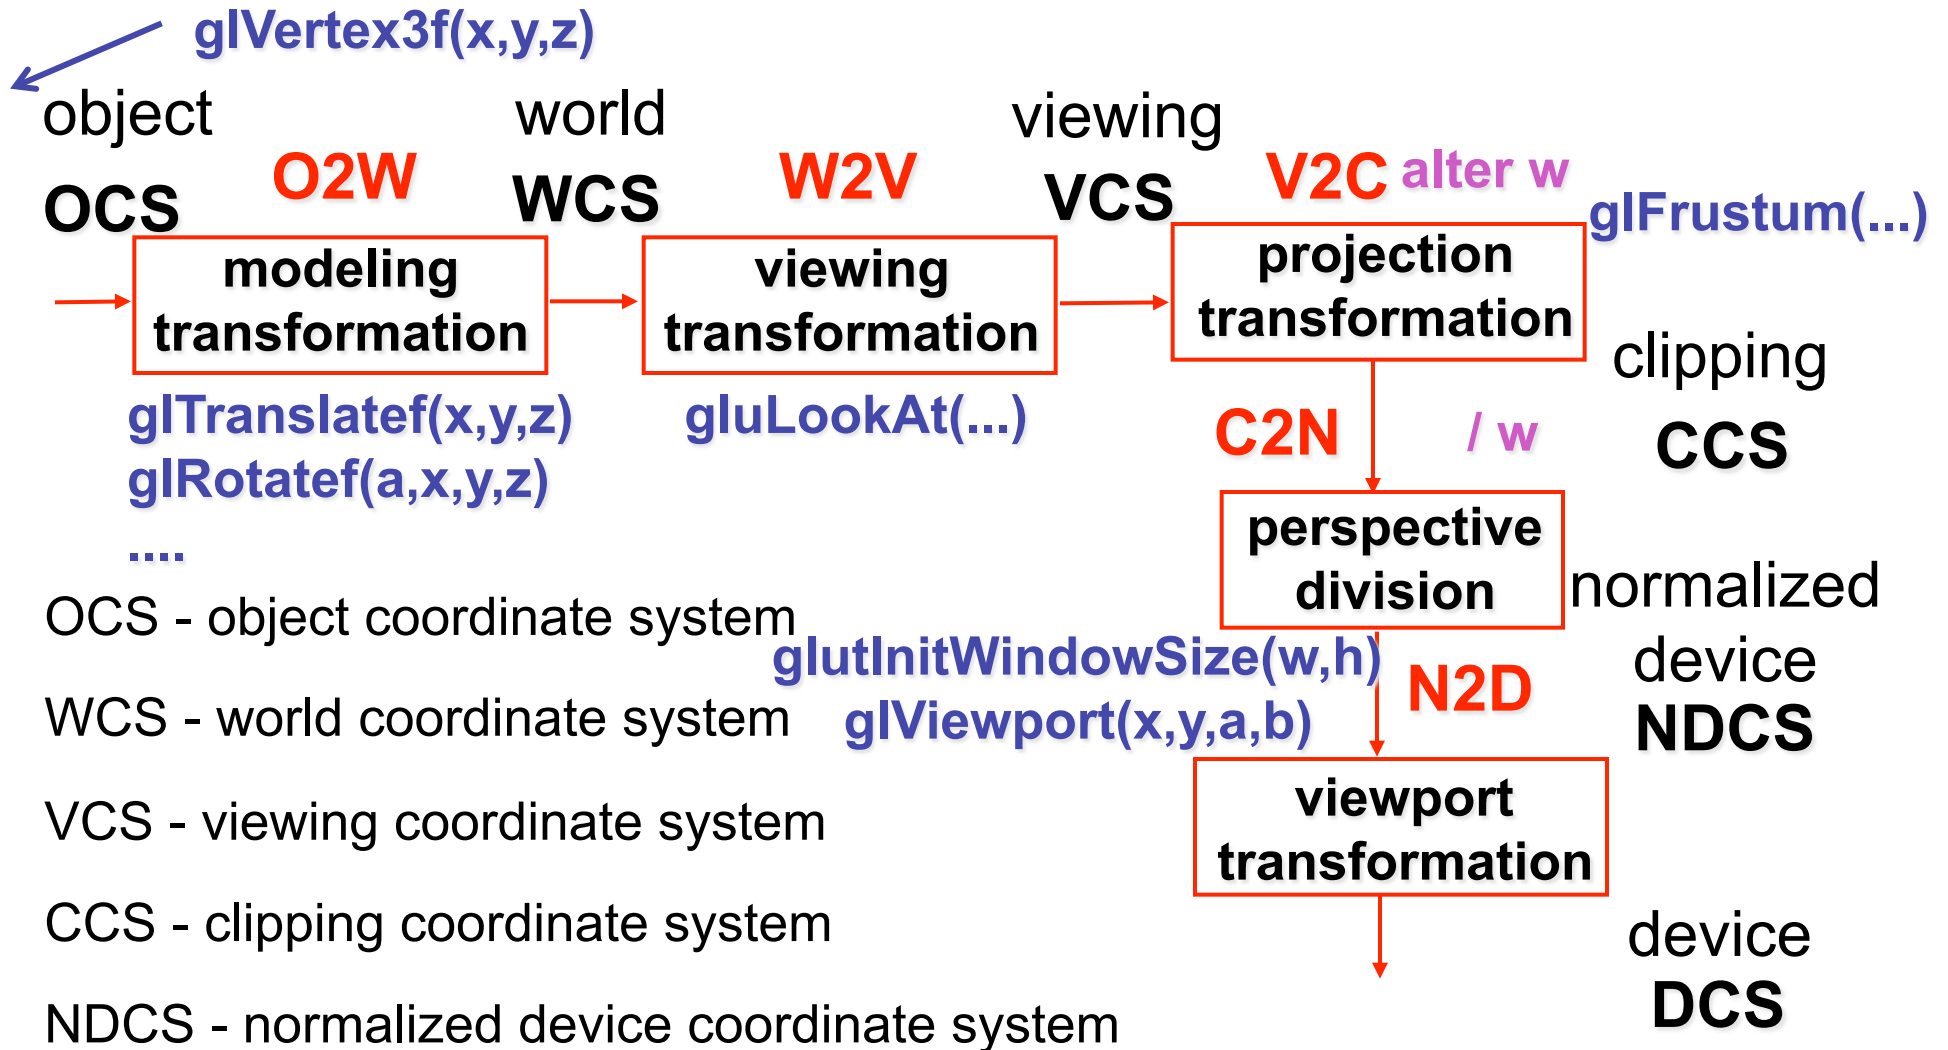 glVertex3f(x,y,z)
object
world
viewing
O2W
W2V
V2C
alter w
OCS
WCS
VCS
glFrustum(...)
modeling
transformation
viewing
transformation
projection
transformation
clipping
CCS
glTranslatef(x,y,z)
glRotatef(a,x,y,z)
....
gluLookAt(...)
C2N
/ w
perspective
division
normalized
device
NDCS
OCS - object coordinate system
glutInitWindowSize(w,h)
glViewport(x,y,a,b)
N2D
WCS - world coordinate system
viewport
transformation
VCS - viewing coordinate system
CCS - clipping coordinate system
device
DCS
NDCS - normalized device coordinate system